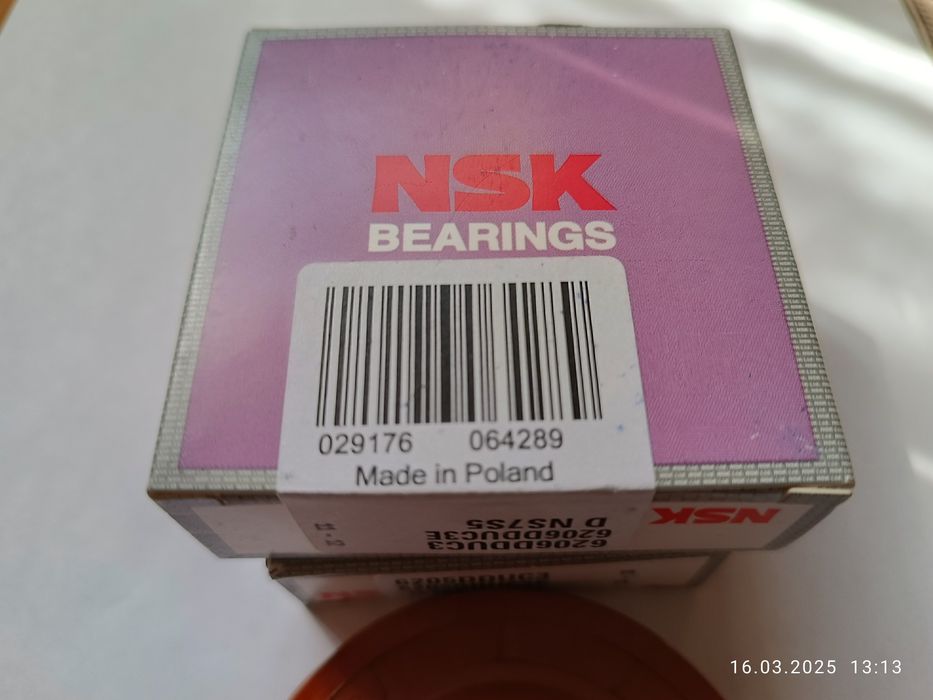 NSK
BEARINGS
029176 064289
Made in Poland
NSK
6206DDUC3
6206DDUC3E
D NS7S5
16.03.2025 13:13